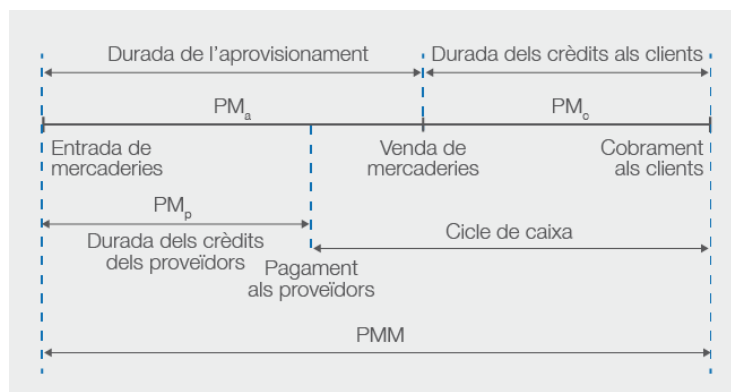 Durada de l'aprovisionament
Durada dels crèdits als clients
PMa
PMc
Entrada de
mercaderies
Venda de
mercaderies
Cobrament
als clients
PMp
Durada dels crèdits
dels proveïdors
Cicle de caixa
Pagament
als proveïdors
PMM